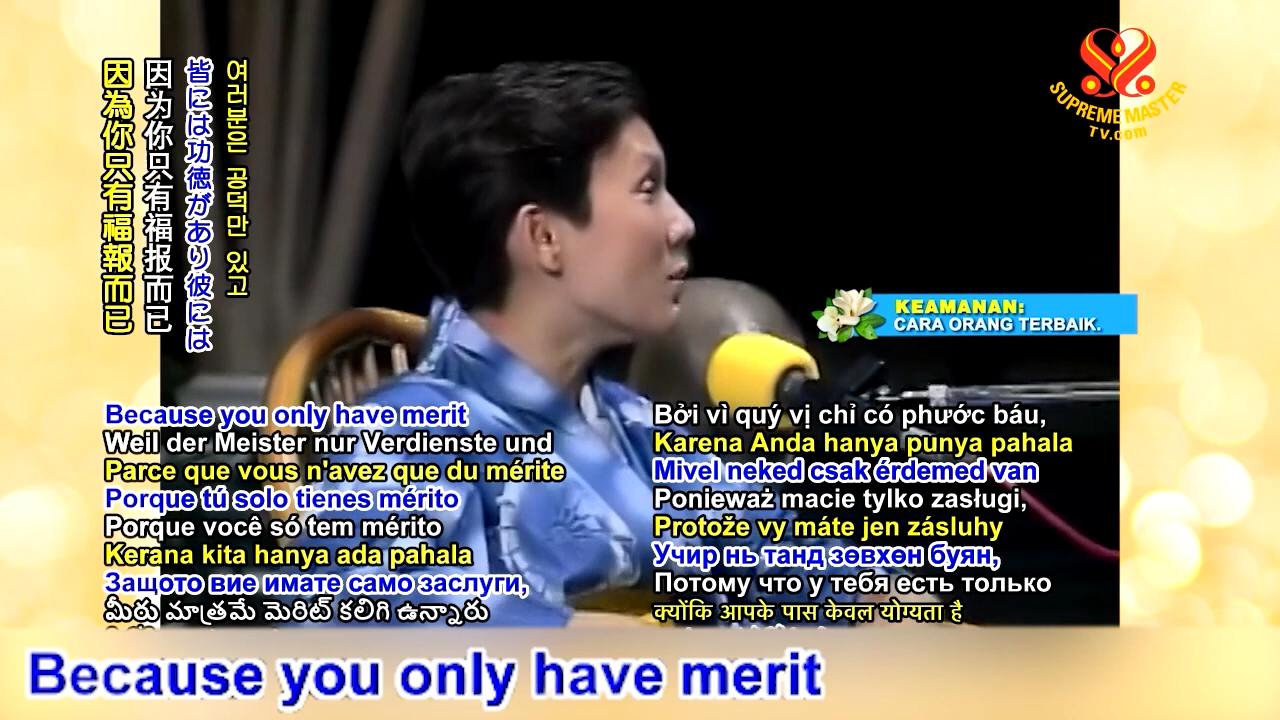 因為你只有福報而已
因为你只有福报而已
皆には功徳があり彼には
여러분은 공덕만 있고
SUPREME MASTER
TV.com
KEAMANAN:
CARA ORANG TERBAIK.
Because you only have merit
Weil der Meister nur Verdienste und
Parce que vous n'avez que du mérite
Porque tú solo tienes mérito
Porque você só tem mérito
Kerana kita hanya ada pahala
Защото вие имате само заслуги,
మీరు మాత్రమే మెరిట్ కలిగి ఉన్నారు
Bởi vì quý vị chỉ có phước báu,
Karena Anda hanya punya pahala
Mivel neked csak érdemed van
Ponieważ macie tylko zasługi,
Protože vy máte jen zásluhy
Учир нь танд зөвхөн буян,
Потому что у тебя есть только
क्योंकि आपके पास केवल योग्यता है
Because you only have merit